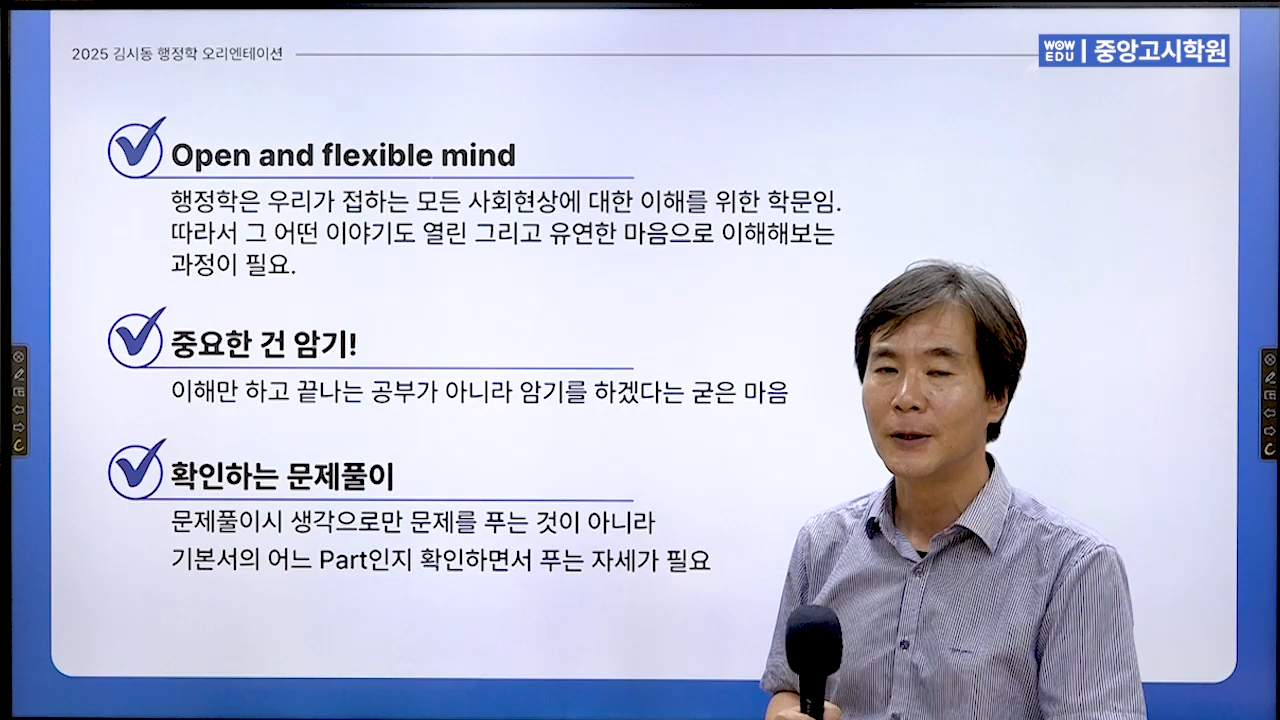 2025 김시동 행정학 오리엔테이션
WOW EDU | 중앙고시학원
Open and flexible mind
행정학은 우리가 접하는 모든 사회현상에 대한 이해를 위한 학문임.
따라서 그 어떤 이야기도 열린 그리고 유연한 마음으로 이해해보는
과정이 필요.
중요한 건 암기!
이해만 하고 끝나는 공부가 아니라 암기를 하겠다는 굳은 마음
확인하는 문제풀이
문제풀이시 생각으로만 문제를 푸는 것이 아니라
기본서의 어느 Part인지 확인하면서 푸는 자세가 필요